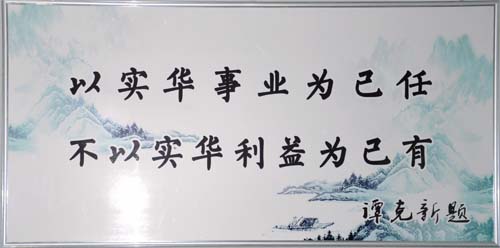 以实华事业为己任
不以实华利益为己有
谭克新题